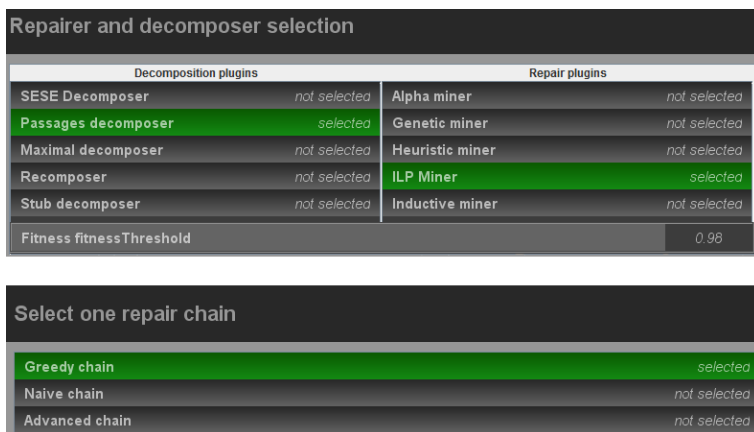 Repairer and decomposer selection
Decomposition plugins Repair plugins
SESE Decomposer not selected Alpha miner not selected
Passages decomposer selected Genetic miner not selected
Maximal decomposer not selected Heuristic miner not selected
Recomposer not selected ILP Miner selected
Stub decomposer not selected Inductive miner not selected
Fitness fitnessThreshold 0.98
Select one repair chain
Greedy chain selected
Naive chain not selected
Advanced chain not selected